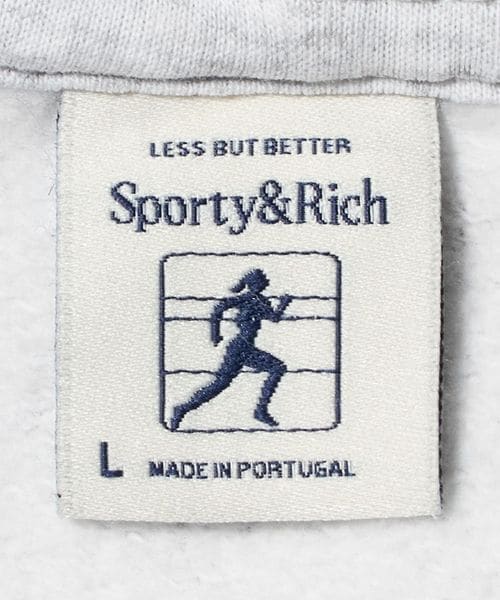 LESS BUT BETTER
Sporty&Rich
L MADE IN PORTUGAL